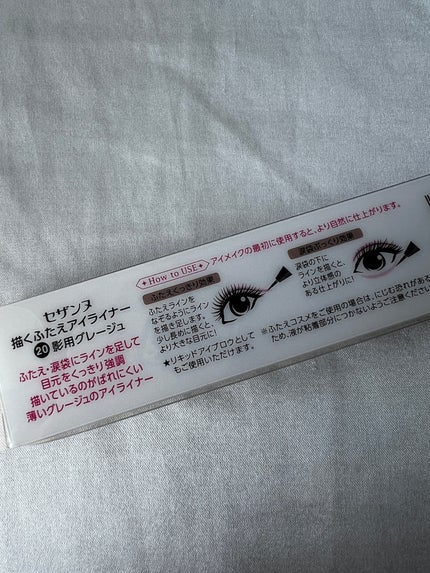 セザンヌ
描くふたえアイライナー
20 影用グレージュ
ふたえ・涙袋にラインを足して
目元をくっきり強調
描いているのがばれにくい
薄いグレージュのアイライナー
How to USE アイメイクの最初に使用すると、より自然に仕上がります。
ふたえくっきり効果
ふたえラインを
なぞるようにライン
を描き足します。
少し長めに描くと、
より大きな目元に!
★リキッドアイブロウとして
もご使用いただけます。
涙袋ぷっくり効果
涙袋の下に
ラインを描くと、
より立体感の
ある仕上がりに!
※ふたえコスメをご使用の場合は、にじむ恐れがある
ため、液が粘着部分につかないようご注意ください